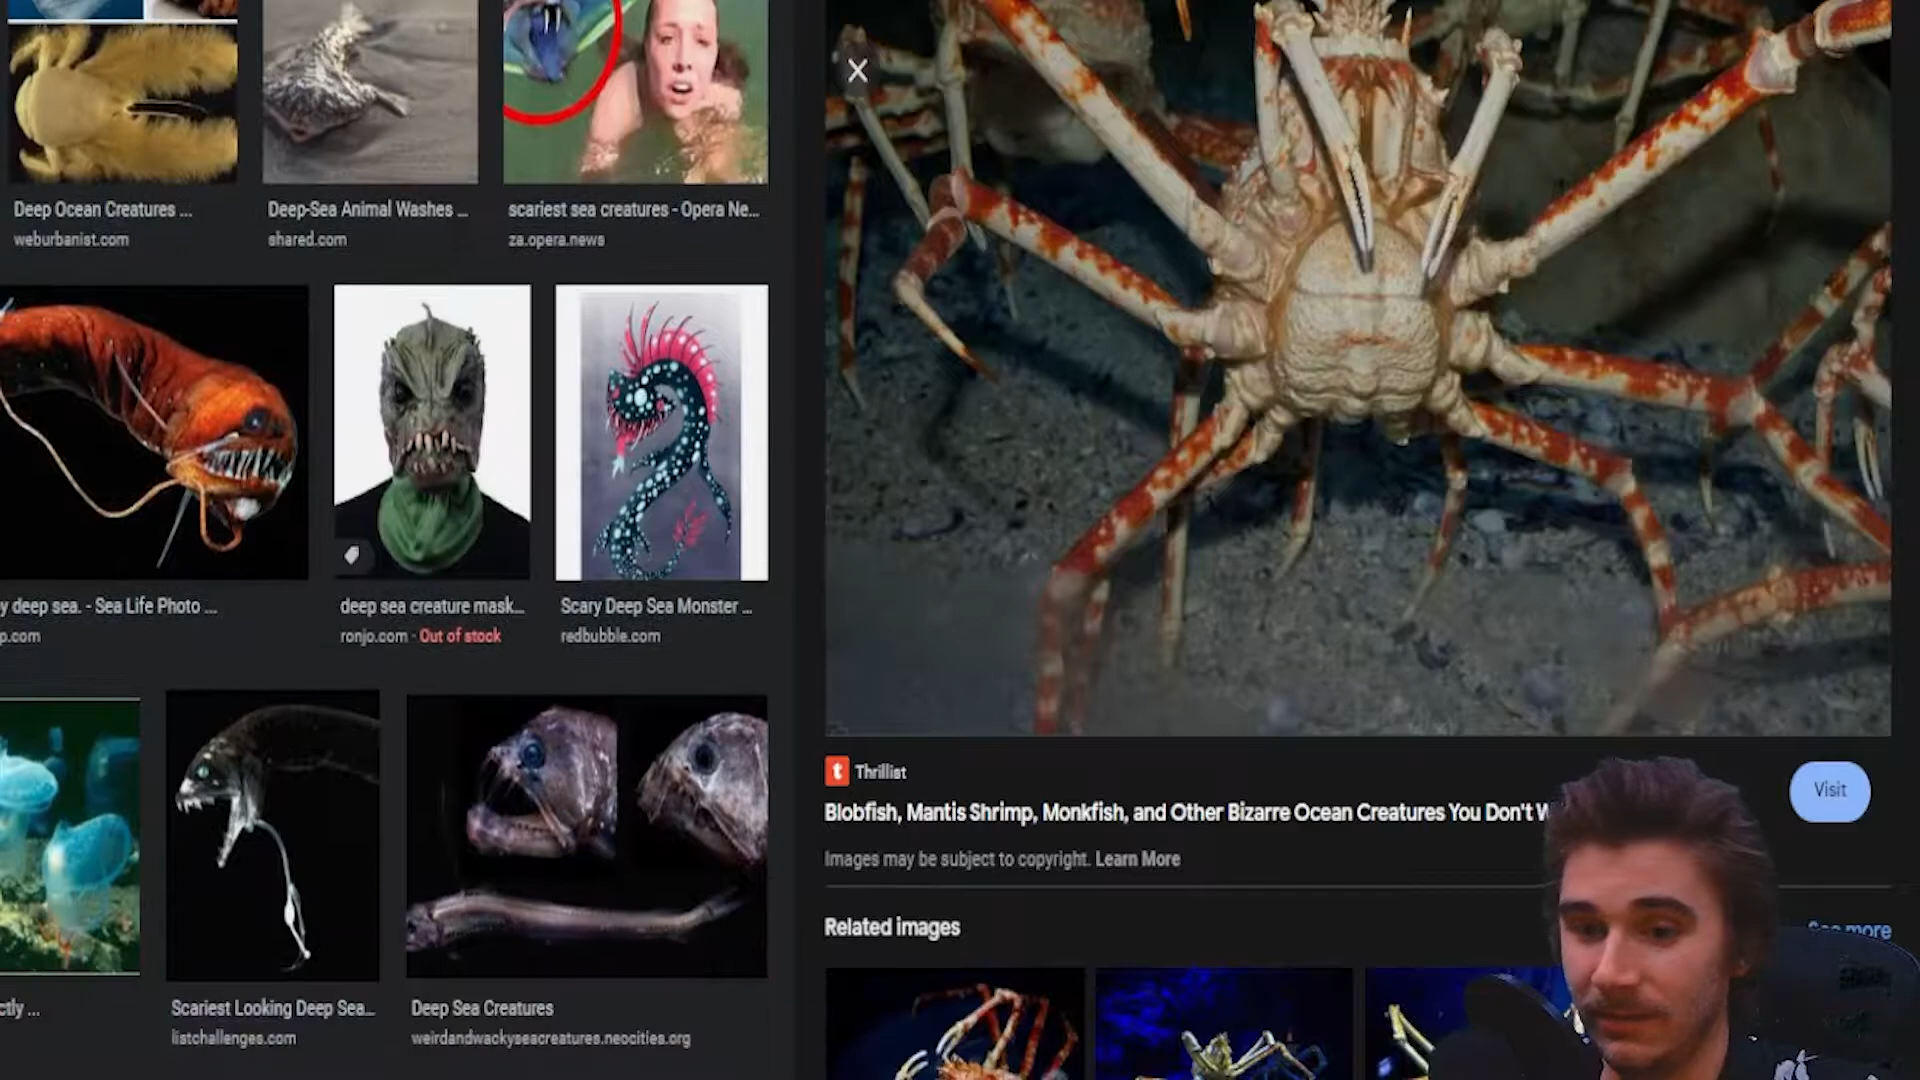 Deep Ocean Creatures ...
weburbanist.com
Deep-Sea Animal Washes ...
shared.com
scariest sea creatures - Opera Ne...
za.opera.news
y deep sea. - Sea Life Photo ...
p.com
deep sea creature mask...
ronjo.com · Out of stock
Scary Deep Sea Monster ...
redbubble.com
ctly ...
Scariest Looking Deep Sea...
listchallenges.com
Deep Sea Creatures
weirdandwackyseacreatures.neocities.org
t Thrillist
Visit
Blobfish, Mantis Shrimp, Monkfish, and Other Bizarre Ocean Creatures You Don't W
Images may be subject to copyright. Learn More
Related images
See more